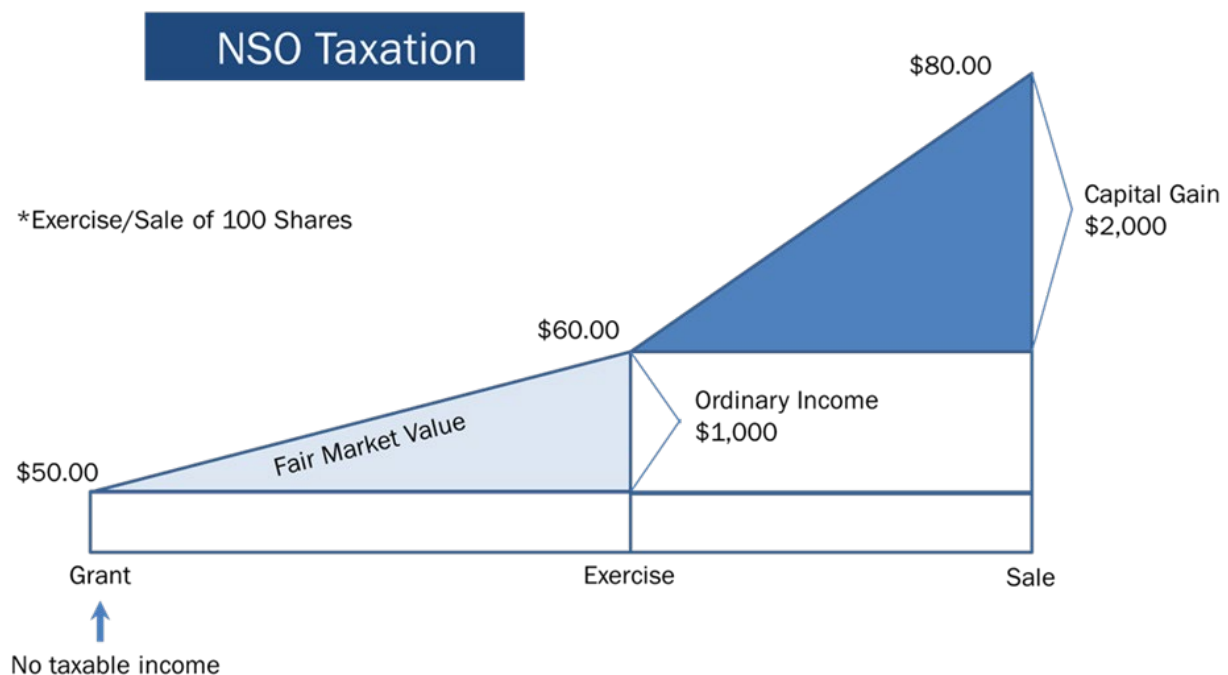 NSO Taxation
$80.00
Capital Gain
$2,000
*Exercise/Sale of 100 Shares
$60.00
Ordinary Income
$1,000
Fair Market Value
$50.00
Grant
Exercise
Sale
No taxable income